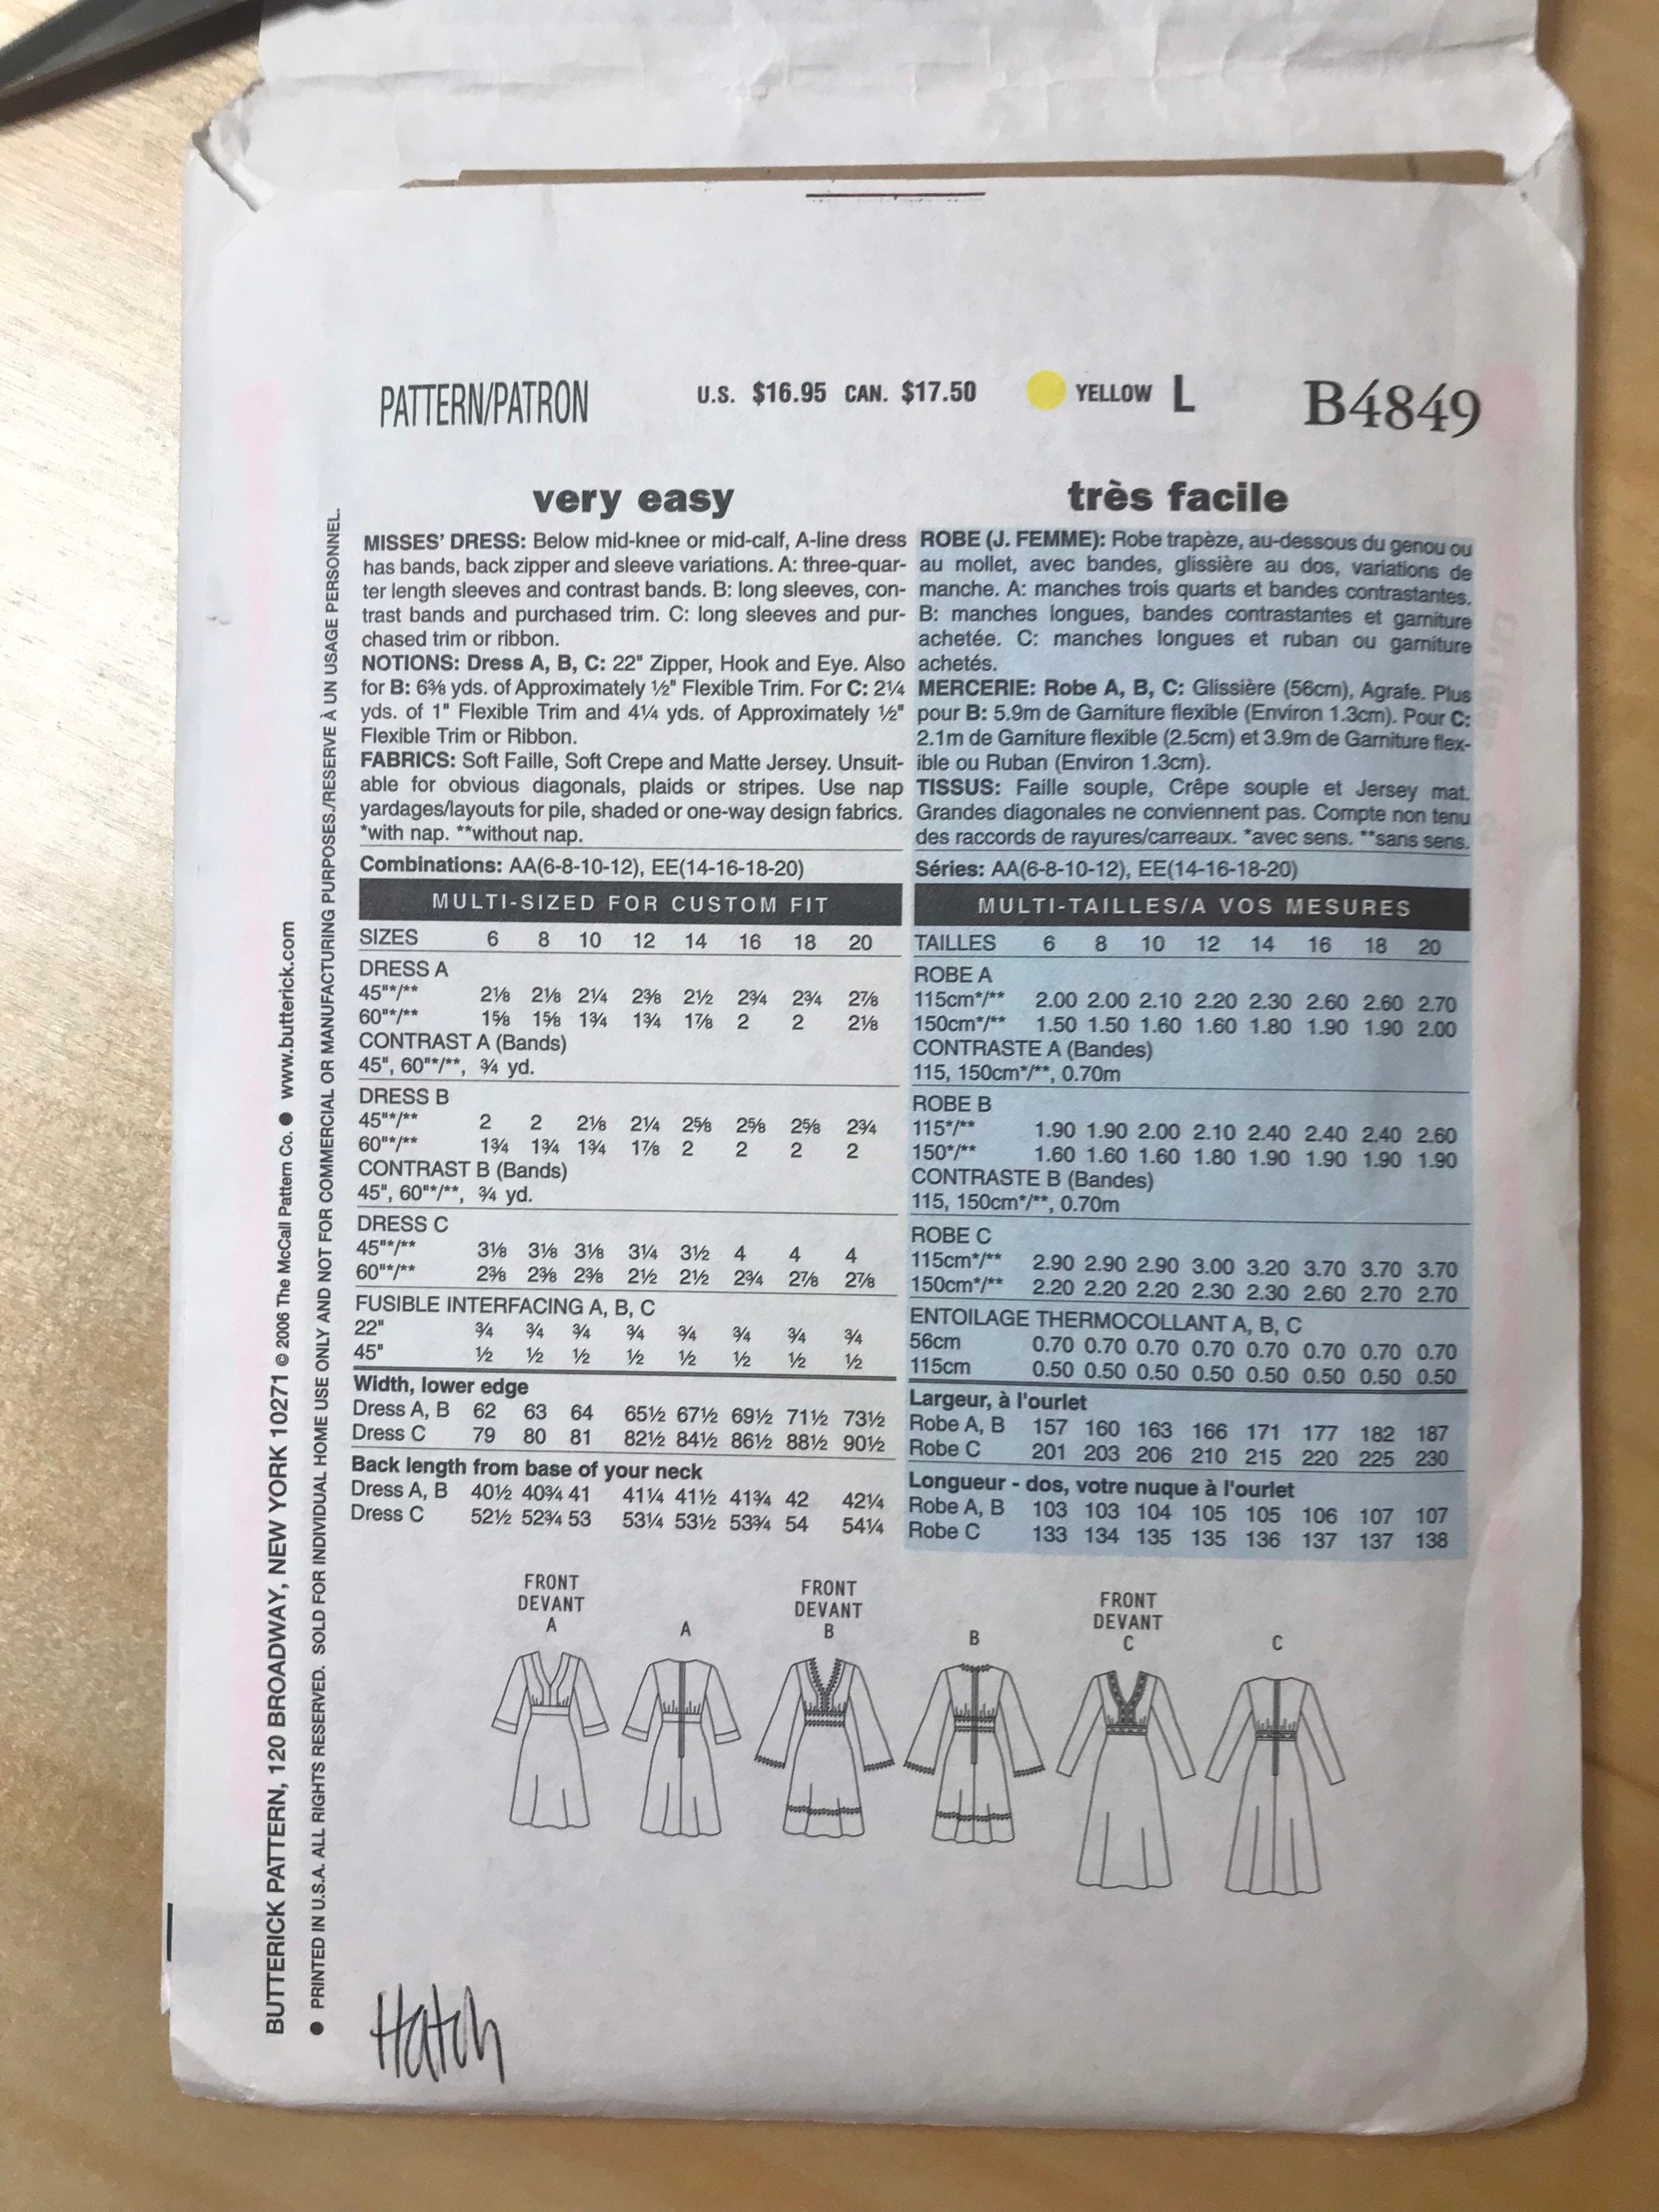 PATTERN/PATRON
U.S. $16.95 CAN. $17.50
YELLOW L
B4849
very easy
MISSES' DRESS: Below mid-knee or mid-calf, A-line dress
has bands, back zipper and sleeve variations. A: three-quar-
ter length sleeves and contrast bands. B: long sleeves, con-
trast bands and purchased trim. C: long sleeves and pur-
chased trim or ribbon.
NOTIONS: Dress A, B, C: 22" Zipper, Hook and Eye. Also
for B: 6⅜ yds. of Approximately ½" Flexible Trim. For C: 2¼
yds. of 1" Flexible Trim and 4¼ yds. of Approximately ½"
Flexible Trim or Ribbon.
FABRICS: Soft Faille, Soft Crepe and Matte Jersey. Unsuit-
able for obvious diagonals, plaids or stripes. Use nap
yardages/layouts for pile, shaded or one-way design fabrics.
*with nap. **without nap.
Combinations: AA(6-8-10-12), EE(14-16-18-20)
MULTI-SIZED FOR CUSTOM FIT
SIZES 6 8 10 12 14 16 18 20
DRESS A
45"*/** 2⅛ 2⅛ 2¼ 2⅜ 2½ 2¾ 2¾ 2⅞
60"*/** 1⅝ 1⅝ 1¾ 1¾ 1⅞ 2 2 2⅛
CONTRAST A (Bands)
45", 60"*/**, ¾ yd.
DRESS B
45"*/** 2 2 2⅛ 2¼ 2⅝ 2⅝ 2⅝ 2¾
60"*/** 1¾ 1¾ 1¾ 1⅞ 2 2 2 2
CONTRAST B (Bands)
45", 60"*/**, ¾ yd.
DRESS C
45"*/** 3⅛ 3⅛ 3⅛ 3¼ 3½ 4 4 4
60"*/** 2⅜ 2⅜ 2⅜ 2½ 2½ 2¾ 2⅞ 2⅞
FUSIBLE INTERFACING A, B, C
22" ¾ ¾ ¾ ¾ ¾ ¾ ¾ ¾
45" ½ ½ ½ ½ ½ ½ ½ ½
Width, lower edge
Dress A, B 62 63 64 65½ 67½ 69½ 71½ 73½
Dress C 79 80 81 82½ 84½ 86½ 88½ 90½
Back length from base of your neck
Dress A, B 40½ 40¾ 41 41¼ 41½ 41¾ 42 42¼
Dress C 52½ 52¾ 53 53¼ 53½ 53¾ 54 54¼
très facile
ROBE (J. FEMME): Robe trapèze, au-dessous du genou ou
au mollet, avec bandes, glissière au dos, variations de
manche. A: manches trois quarts et bandes contrastantes.
B: manches longues, bandes contrastantes et garniture
achetée. C: manches longues et ruban ou garniture
achetés.
MERCERIE: Robe A, B, C: Glissière (56cm), Agrafe. Plus
pour B: 5.9m de Garniture flexible (Environ 1.3cm). Pour C:
2.1m de Garniture flexible (2.5cm) et 3.9m de Garniture flex-
ible ou Ruban (Environ 1.3cm).
TISSUS: Faille souple, Crêpe souple et Jersey mat.
Grandes diagonales ne conviennent pas. Compte non tenu
des raccords de rayures/carreaux. *avec sens. **sans sens.
Séries: AA(6-8-10-12), EE(14-16-18-20)
MULTI-TAILLES/A VOS MESURES
TAILLES 6 8 10 12 14 16 18 20
ROBE A
115cm*/** 2.00 2.00 2.10 2.20 2.30 2.60 2.60 2.70
150cm*/** 1.50 1.50 1.60 1.60 1.80 1.90 1.90 2.00
CONTRASTE A (Bandes)
115, 150cm*/**, 0.70m
ROBE B
115*/** 1.90 1.90 2.00 2.10 2.40 2.40 2.40 2.60
150*/** 1.60 1.60 1.60 1.80 1.90 1.90 1.90 1.90
CONTRASTE B (Bandes)
115, 150cm*/**, 0.70m
ROBE C
115cm*/** 2.90 2.90 2.90 3.00 3.20 3.70 3.70 3.70
150cm*/** 2.20 2.20 2.20 2.30 2.30 2.60 2.70 2.70
ENTOILAGE THERMOCOLLANT A, B, C
56cm 0.70 0.70 0.70 0.70 0.70 0.70 0.70 0.70
115cm 0.50 0.50 0.50 0.50 0.50 0.50 0.50 0.50
Largeur, à l'ourlet
Robe A, B 157 160 163 166 171 177 182 187
Robe C 201 203 206 210 215 220 225 230
Longueur - dos, votre nuque à l'ourlet
Robe A, B 103 103 104 105 105 106 107 107
Robe C 133 134 135 135 136 137 137 138
FRONT
DEVANT
A
A
FRONT
DEVANT
B
B
FRONT
DEVANT
C
C
BUTTERICK PATTERN, 120 BROADWAY, NEW YORK 10271 © 2006 The McCall Pattern Co. ● www.butterick.com
● PRINTED IN U.S.A. ALL RIGHTS RESERVED. SOLD FOR INDIVIDUAL HOME USE ONLY AND NOT FOR COMMERCIAL OR MANUFACTURING PURPOSES./RESERVE À UN USAGE PERSONNEL.
Hatch